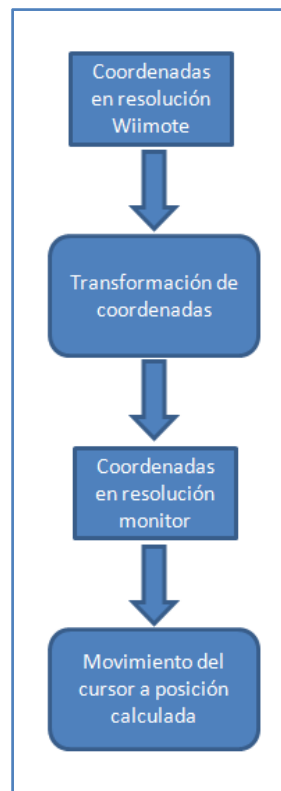 Coordenadas
en resolución
Wiimote
Transformación de
coordenadas
Coordenadas
en resolución
monitor
Movimiento del
cursor a posición
calculada